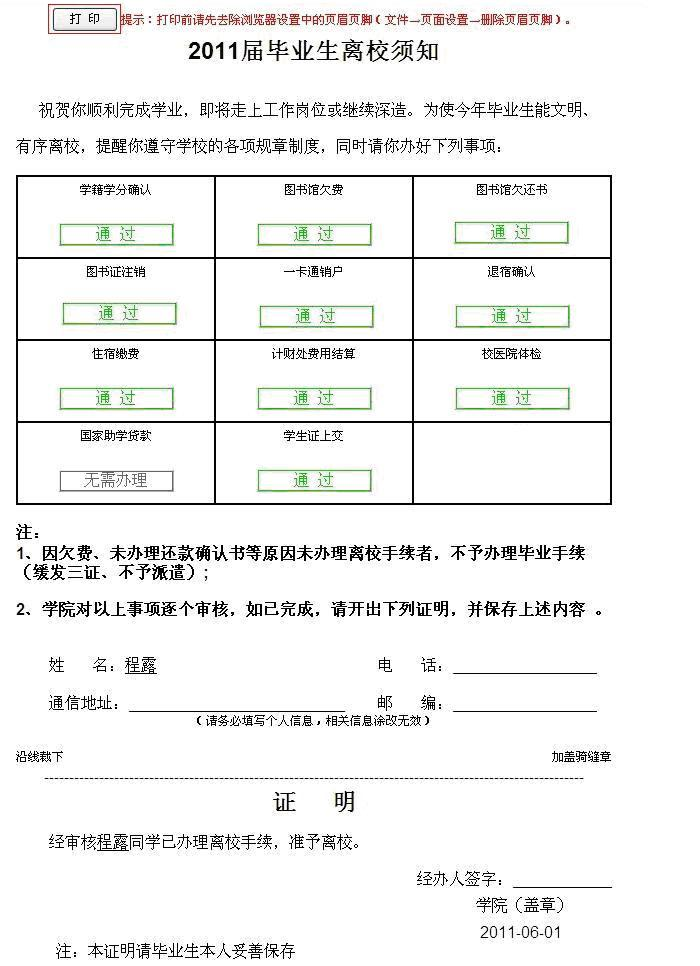 打 印 提示：打印前请先去除浏览器设置中的页眉页脚（文件→页面设置→删除页眉页脚）。
2011届毕业生离校须知
祝贺你顺利完成学业，即将走上工作岗位或继续深造。为使今年毕业生能文明、
有序离校，提醒你遵守学校的各项规章制度，同时请你办好下列事项：
学籍学分确认 图书馆欠费 图书馆欠还书
通 过 通 过 通 过
图书证注销 一卡通销户 退宿确认
通 过 通 过 通 过
住宿缴费 计财处费用结算 校医院体检
通 过 通 过 通 过
国家助学贷款 学生证上交
无需办理 通 过
注：
1、因欠费、未办理还款确认书等原因未办理离校手续者，不予办理毕业手续
（缓发三证、不予派遣）；
2、学院对以上事项逐个审核，如已完成，请开出下列证明，并保存上述内容 。
姓 名：程露 电 话：
通信地址： 邮 编：
（请务必填写个人信息，相关信息涂改无效）
沿线裁下 加盖骑缝章
证 明
经审核程露同学已办理离校手续，准予离校。
经办人签字：
学院（盖章）
2011-06-01
注：本证明请毕业生本人妥善保存